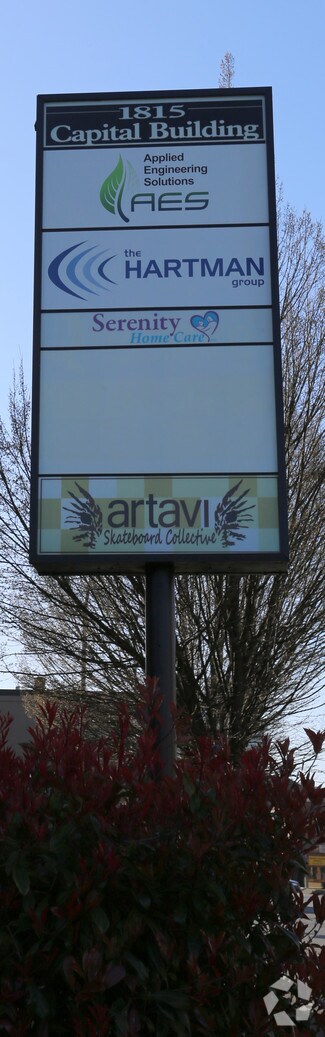 1815
Capital Building
Applied
Engineering
Solutions
AES
the
HARTMAN
group
Serenity
Home Care
artavi
Skateboard Collective